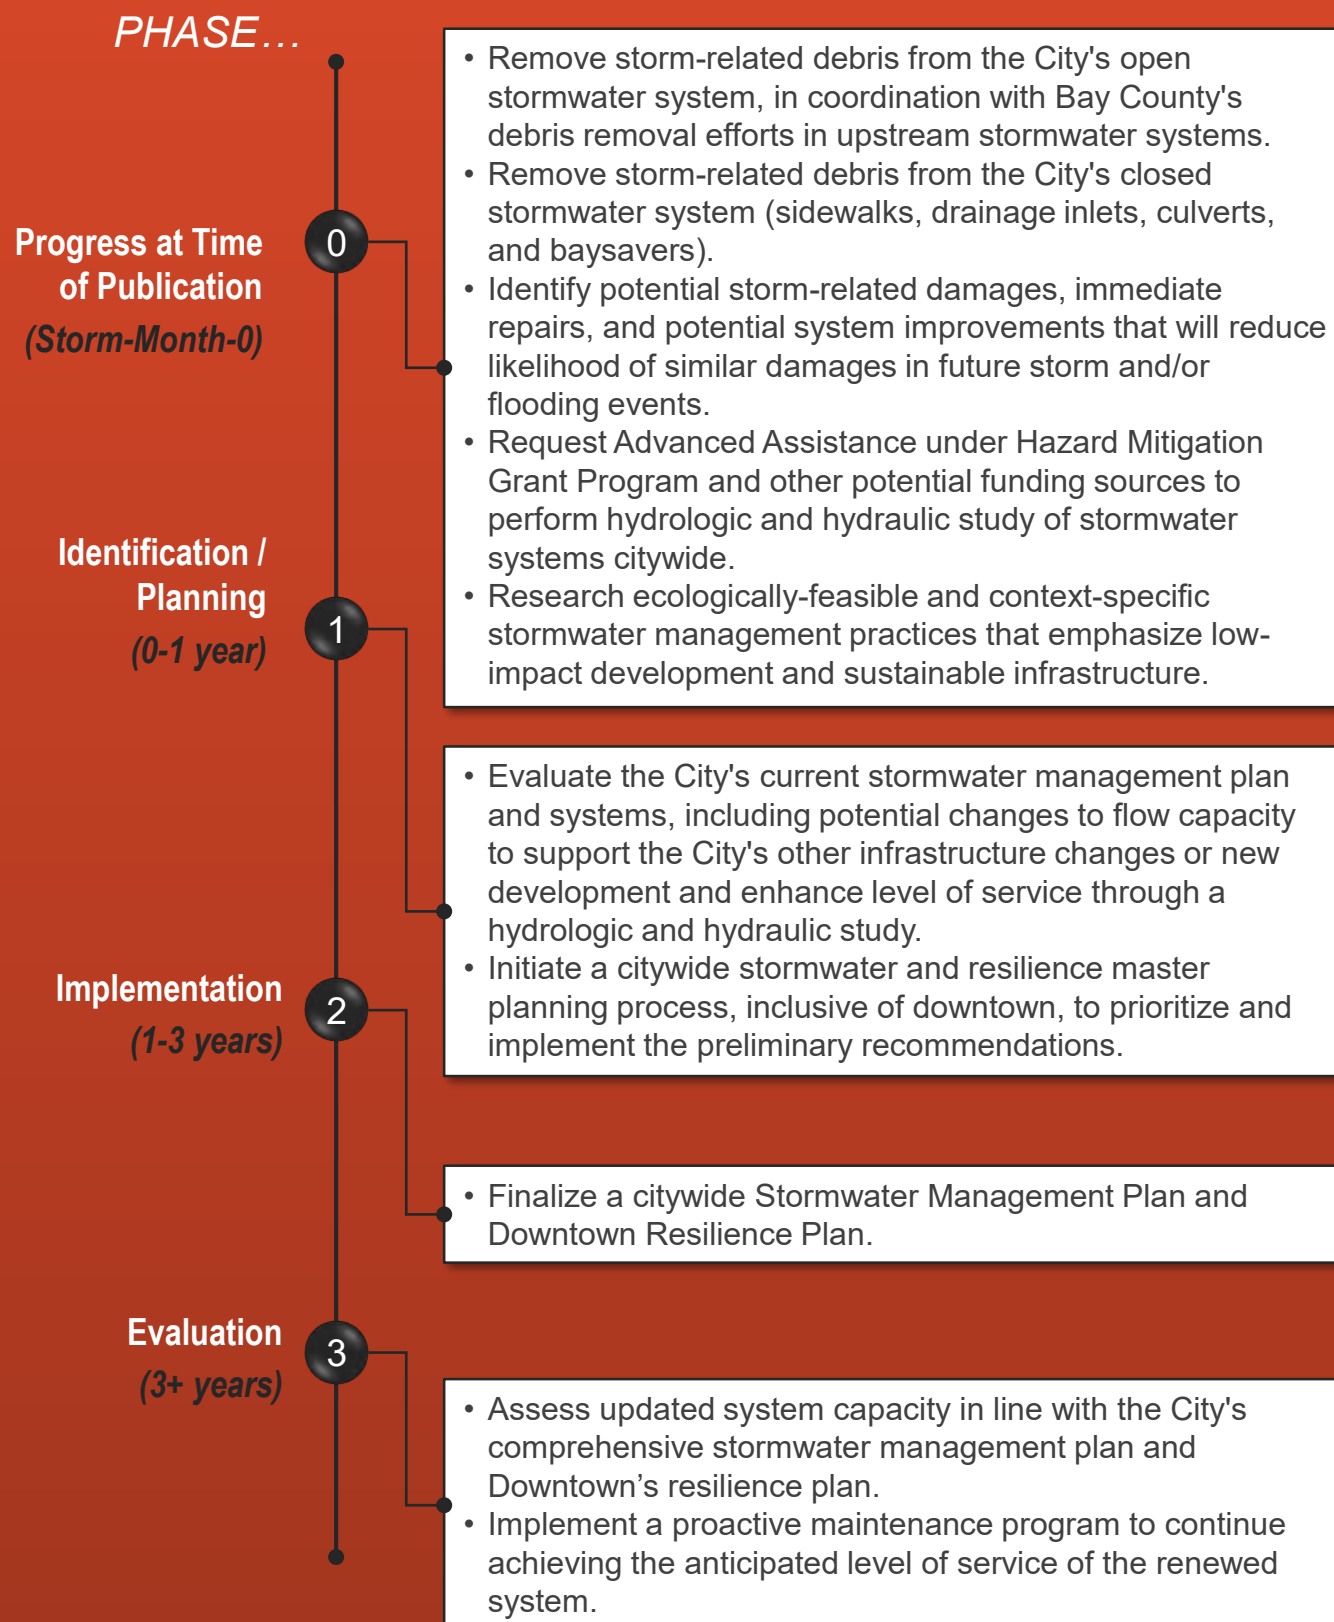 PHASE…
Progress at Time
of Publication
(Storm-Month-0)
0
• Remove storm-related debris from the City's open
stormwater system, in coordination with Bay County's
debris removal efforts in upstream stormwater systems.
• Remove storm-related debris from the City's closed
stormwater system (sidewalks, drainage inlets, culverts,
and baysavers).
• Identify potential storm-related damages, immediate
repairs, and potential system improvements that will reduce
likelihood of similar damages in future storm and/or
flooding events.
• Request Advanced Assistance under Hazard Mitigation
Grant Program and other potential funding sources to
perform hydrologic and hydraulic study of stormwater
systems citywide.
• Research ecologically-feasible and context-specific
stormwater management practices that emphasize low-
impact development and sustainable infrastructure.
Identification /
Planning
(0-1 year)
1
• Evaluate the City's current stormwater management plan
and systems, including potential changes to flow capacity
to support the City's other infrastructure changes or new
development and enhance level of service through a
hydrologic and hydraulic study.
• Initiate a citywide stormwater and resilience master
planning process, inclusive of downtown, to prioritize and
implement the preliminary recommendations.
Implementation
(1-3 years)
2
• Finalize a citywide Stormwater Management Plan and
Downtown Resilience Plan.
Evaluation
(3+ years)
3
• Assess updated system capacity in line with the City's
comprehensive stormwater management plan and
Downtown’s resilience plan.
• Implement a proactive maintenance program to continue
achieving the anticipated level of service of the renewed
system.